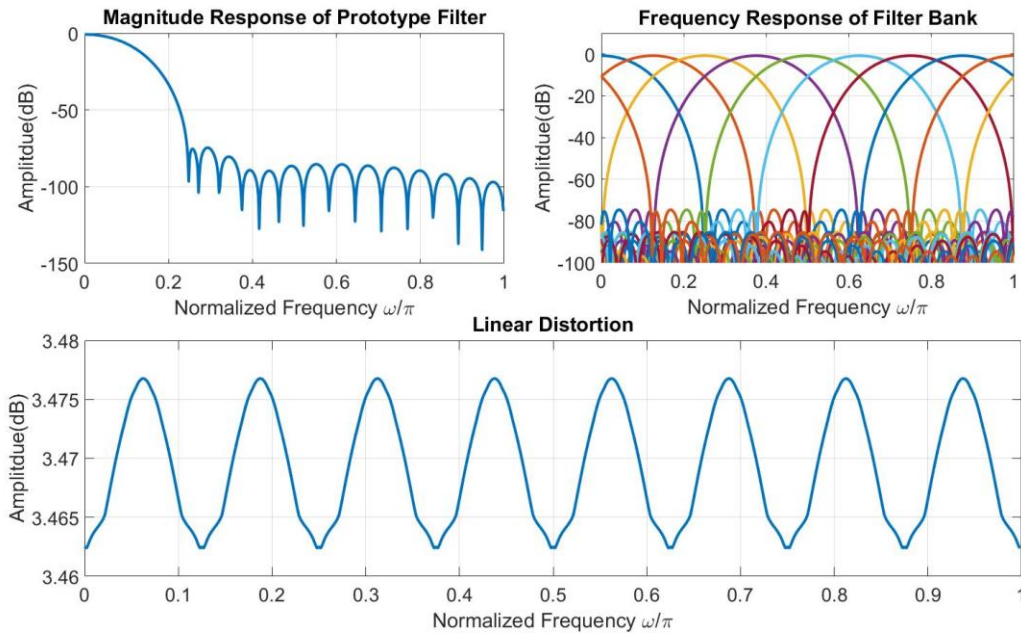 Magnitude Response of Prototype Filter
0
-50
-100
-150
Amplitdue(dB)
0 0.2 0.4 0.6 0.8 1
Normalized Frequency ω/π
Frequency Response of Filter Bank
0
-20
-40
-60
-80
-100
Amplitdue(dB)
0 0.2 0.4 0.6 0.8 1
Normalized Frequency ω/π
Linear Distortion
3.48
3.475
3.47
3.465
3.46
Amplitdue(dB)
0 0.1 0.2 0.3 0.4 0.5 0.6 0.7 0.8 0.9 1
Normalized Frequency ω/π